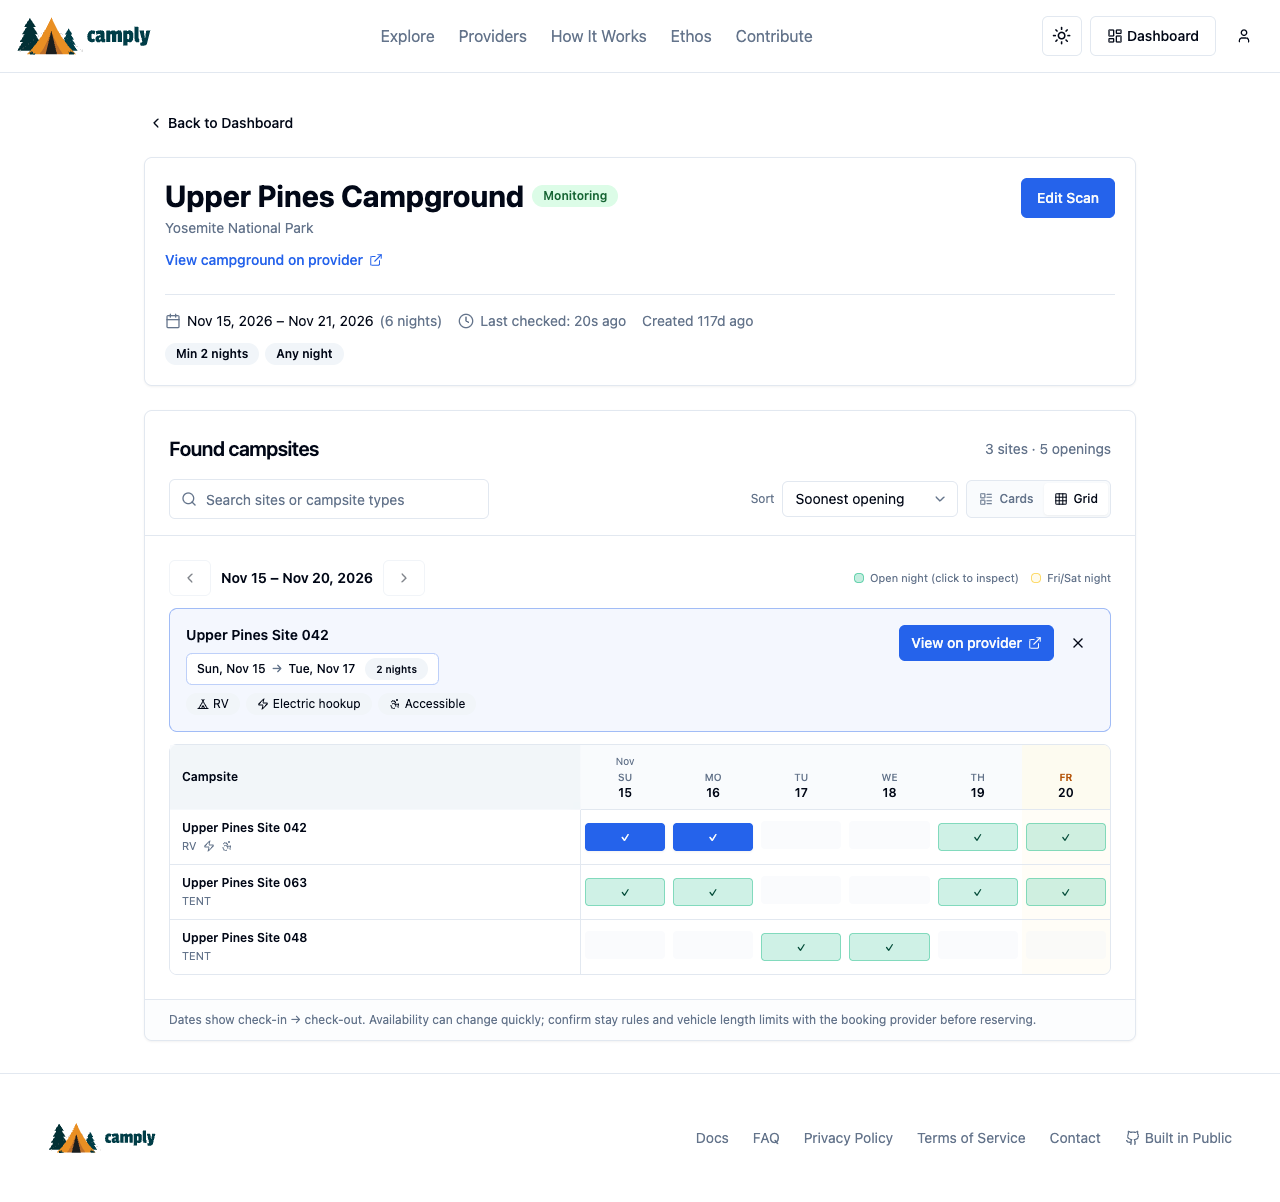 camply
Explore Providers How It Works Ethos Contribute
Dashboard
Back to Dashboard
Upper Pines Campground Monitoring
Edit Scan
Yosemite National Park
View campground on provider
Nov 15, 2026 – Nov 21, 2026 (6 nights) Last checked: 20s ago Created 117d ago
Min 2 nights Any night
Found campsites
3 sites · 5 openings
Search sites or campsite types
Sort Soonest opening Cards Grid
Nov 15 – Nov 20, 2026
Open night (click to inspect) Fri/Sat night
Upper Pines Site 042
View on provider
Sun, Nov 15 → Tue, Nov 17 2 nights
RV Electric hookup Accessible
Nov
Campsite SU MO TU WE TH FR
15 16 17 18 19 20
Upper Pines Site 042
RV
Upper Pines Site 063
TENT
Upper Pines Site 048
TENT
Dates show check-in → check-out. Availability can change quickly; confirm stay rules and vehicle length limits with the booking provider before reserving.
camply
Docs FAQ Privacy Policy Terms of Service Contact Built in Public